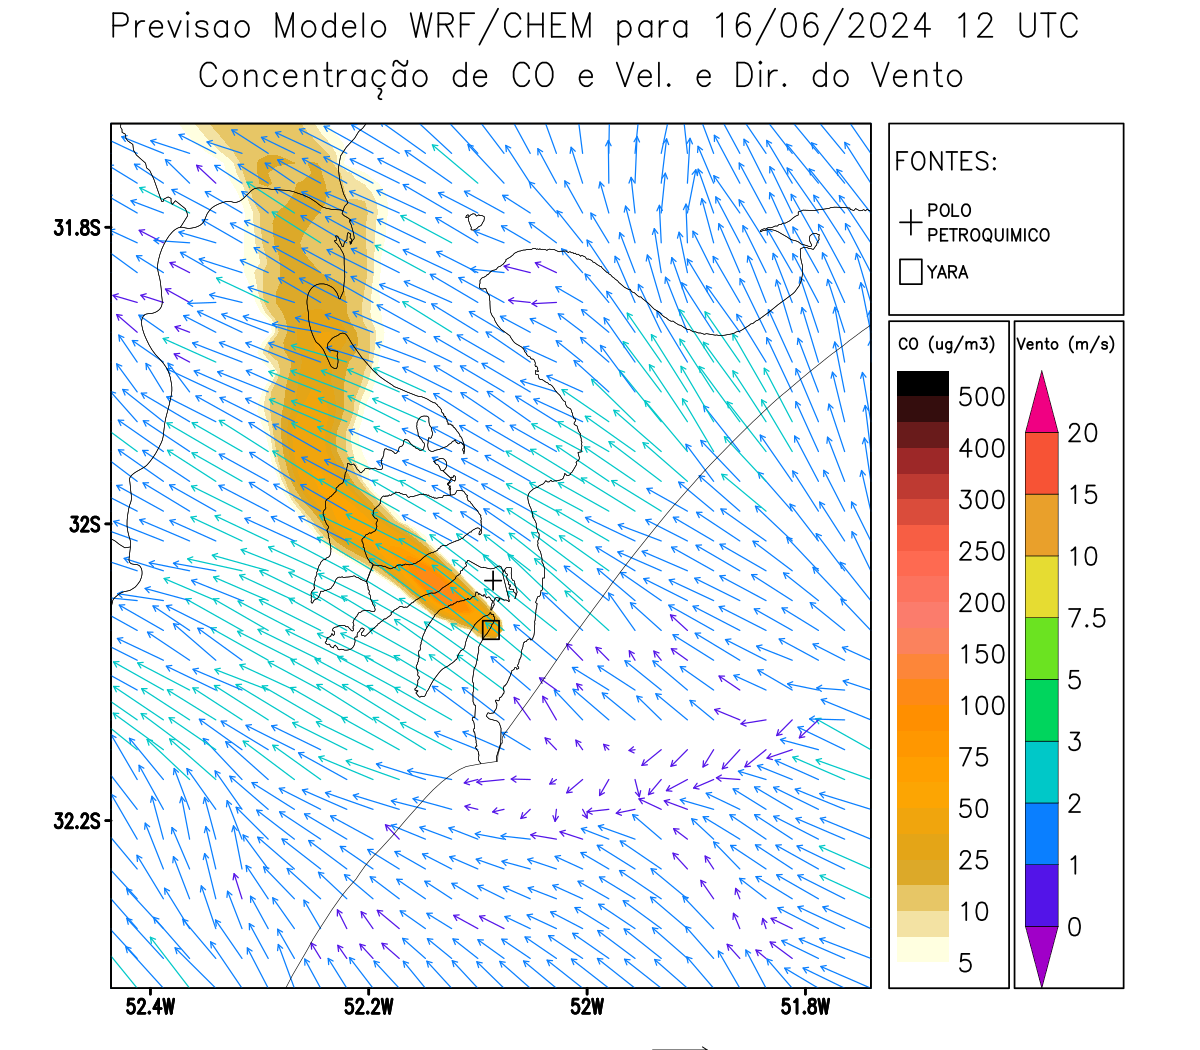 Previsao Modelo WRF/CHEM para 16/06/2024 12 UTC
Concentração de CO e Vel. e Dir. do Vento
FONTES:
POLO
PETROQUIMICO
YARA
CO (ug/m3)
500
400
300
250
200
150
100
75
50
25
10
5
Vento (m/s)
20
15
10
7.5
5
3
2
1
0
31.8S
32S
32.2S
52.4W
52.2W
52W
51.8W